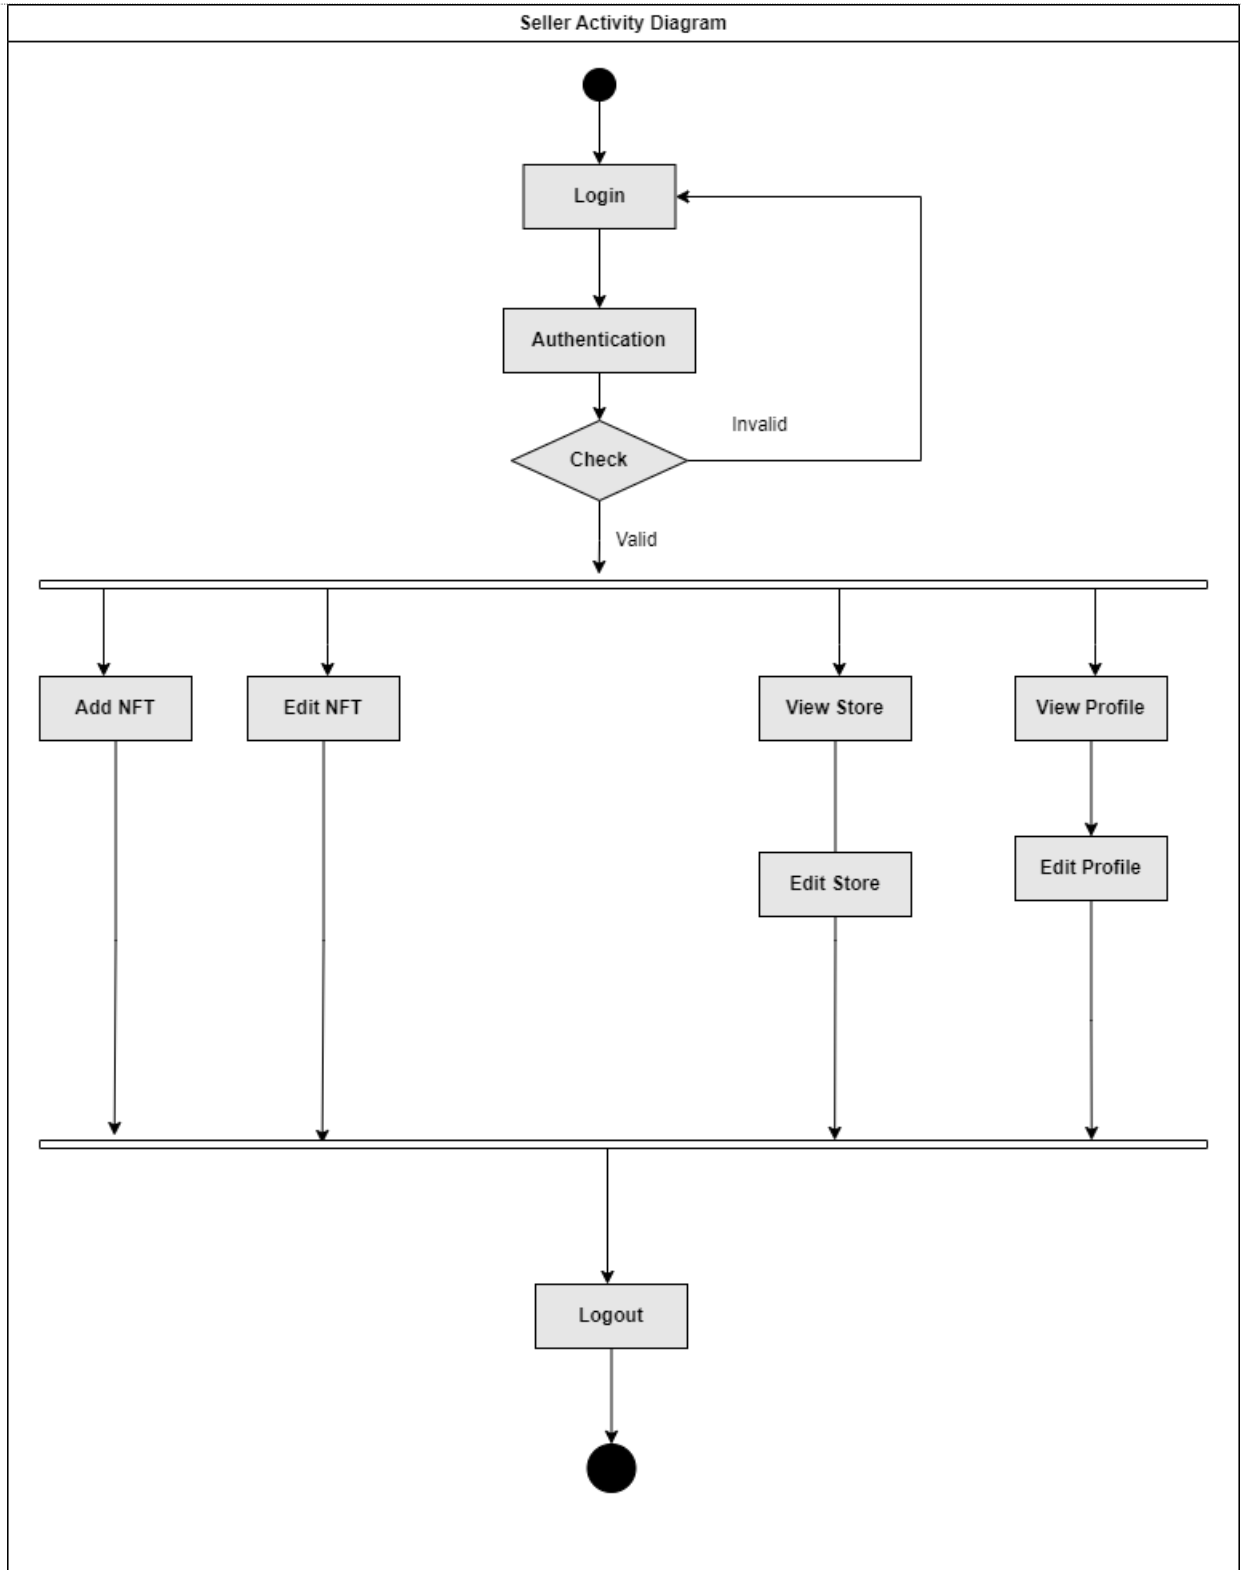 Seller Activity Diagram
Login
Authentication
Invalid
Check
Valid
Add NFT
Edit NFT
View Store
View Profile
Edit Profile
Edit Store
Logout